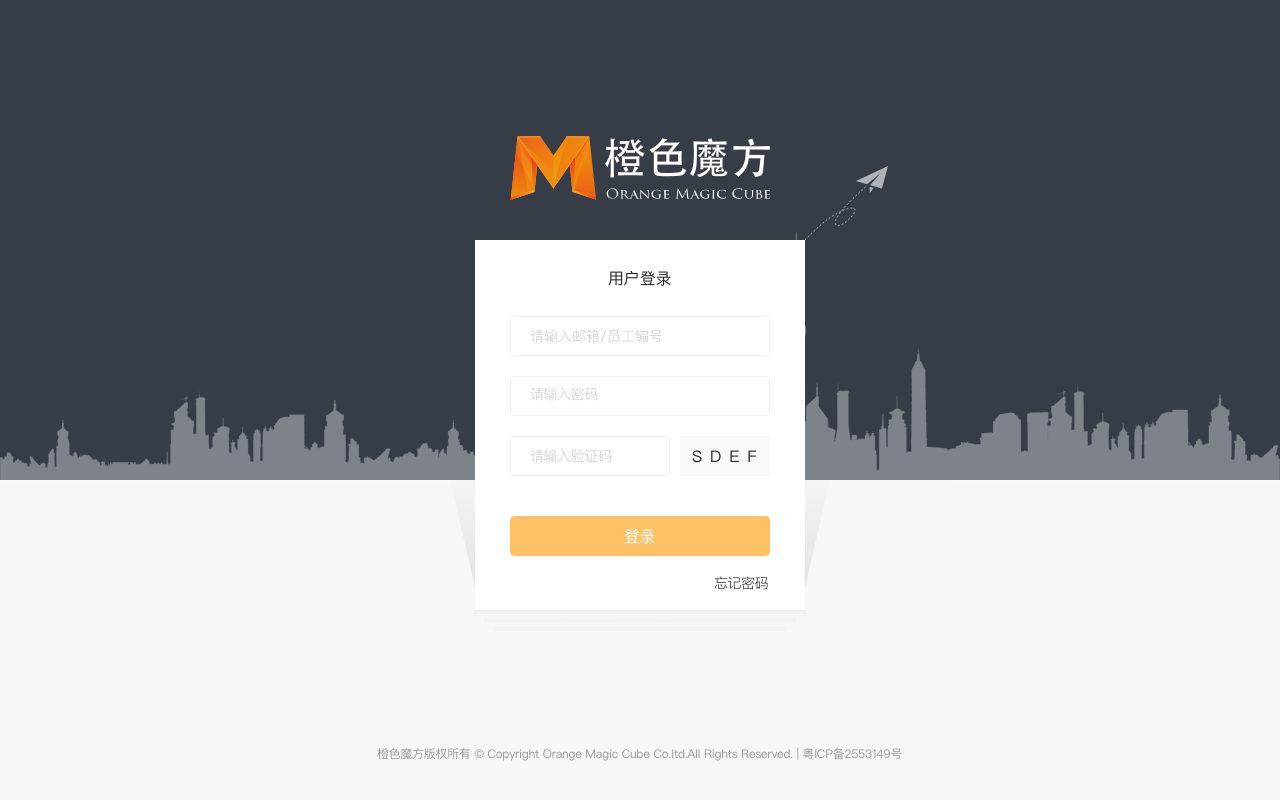 橙色魔方
ORANGE MAGIC CUBE
用户登录
请输入邮箱/员工编号
请输入密码
请输入验证码
S D E F
登录
忘记密码
橙色魔方版权所有 © Copyright Orange Magic Cube Co.ltd.All Rights Reserved. | 粤ICP备2553149号